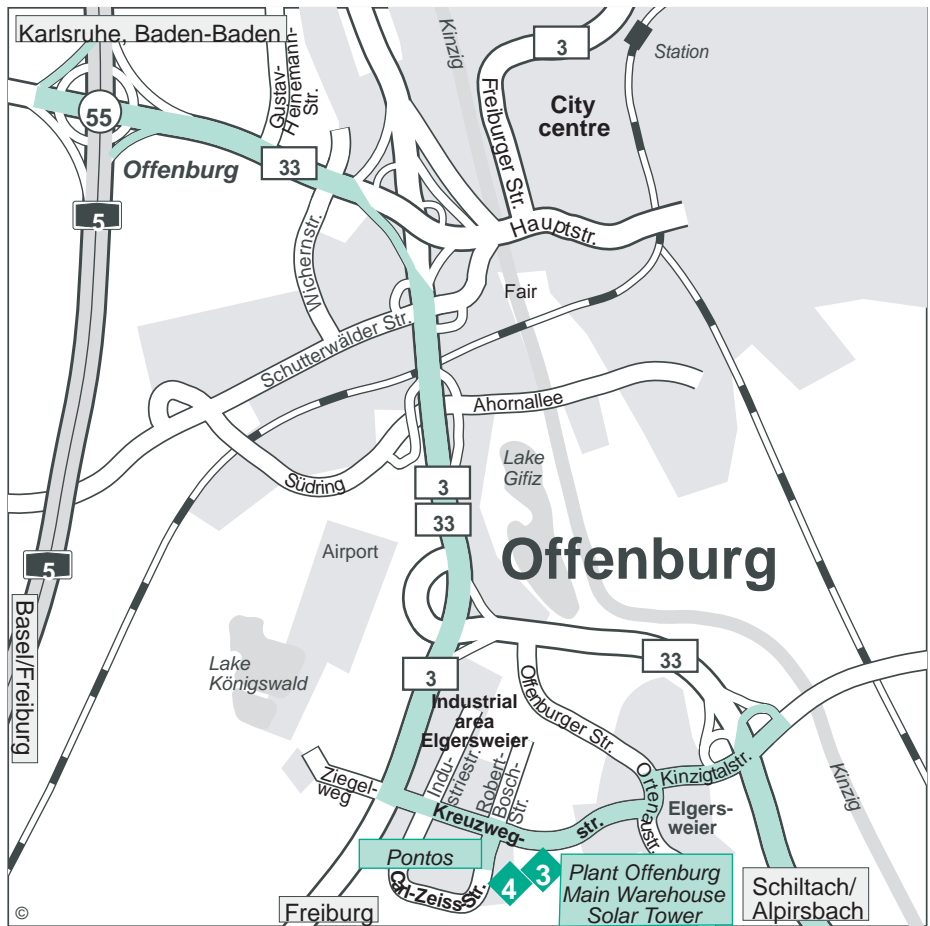 Karlsruhe, Baden-Baden
Kinzig
3
Station
Gustav-
Heinemann-
Str.
Freiburger Str.
City
centre
55
Offenburg
33
5
Hauptstr.
Wichernstr.
Fair
Schutterwälder Str.
Ahornallee
Südring
Lake
Gifiz
3
33
Airport
Offenburg
5
Basel/Freiburg
Lake
Königswald
3
33
Industrial
area
Elgersweier
Offenburger Str.
Ziegel-
weg
Indu-
striestr.
Robert-
Bosch-
Str.
Kreuzweg-
str.
Ortenaustr.
Kinzigtalstr.
Elgers-
weier
Kinzig
Pontos
Carl-Zeiss-Str.
4
3
Plant Offenburg
Main Warehouse
Solar Tower
Schiltach/
Alpirsbach
Freiburg
©